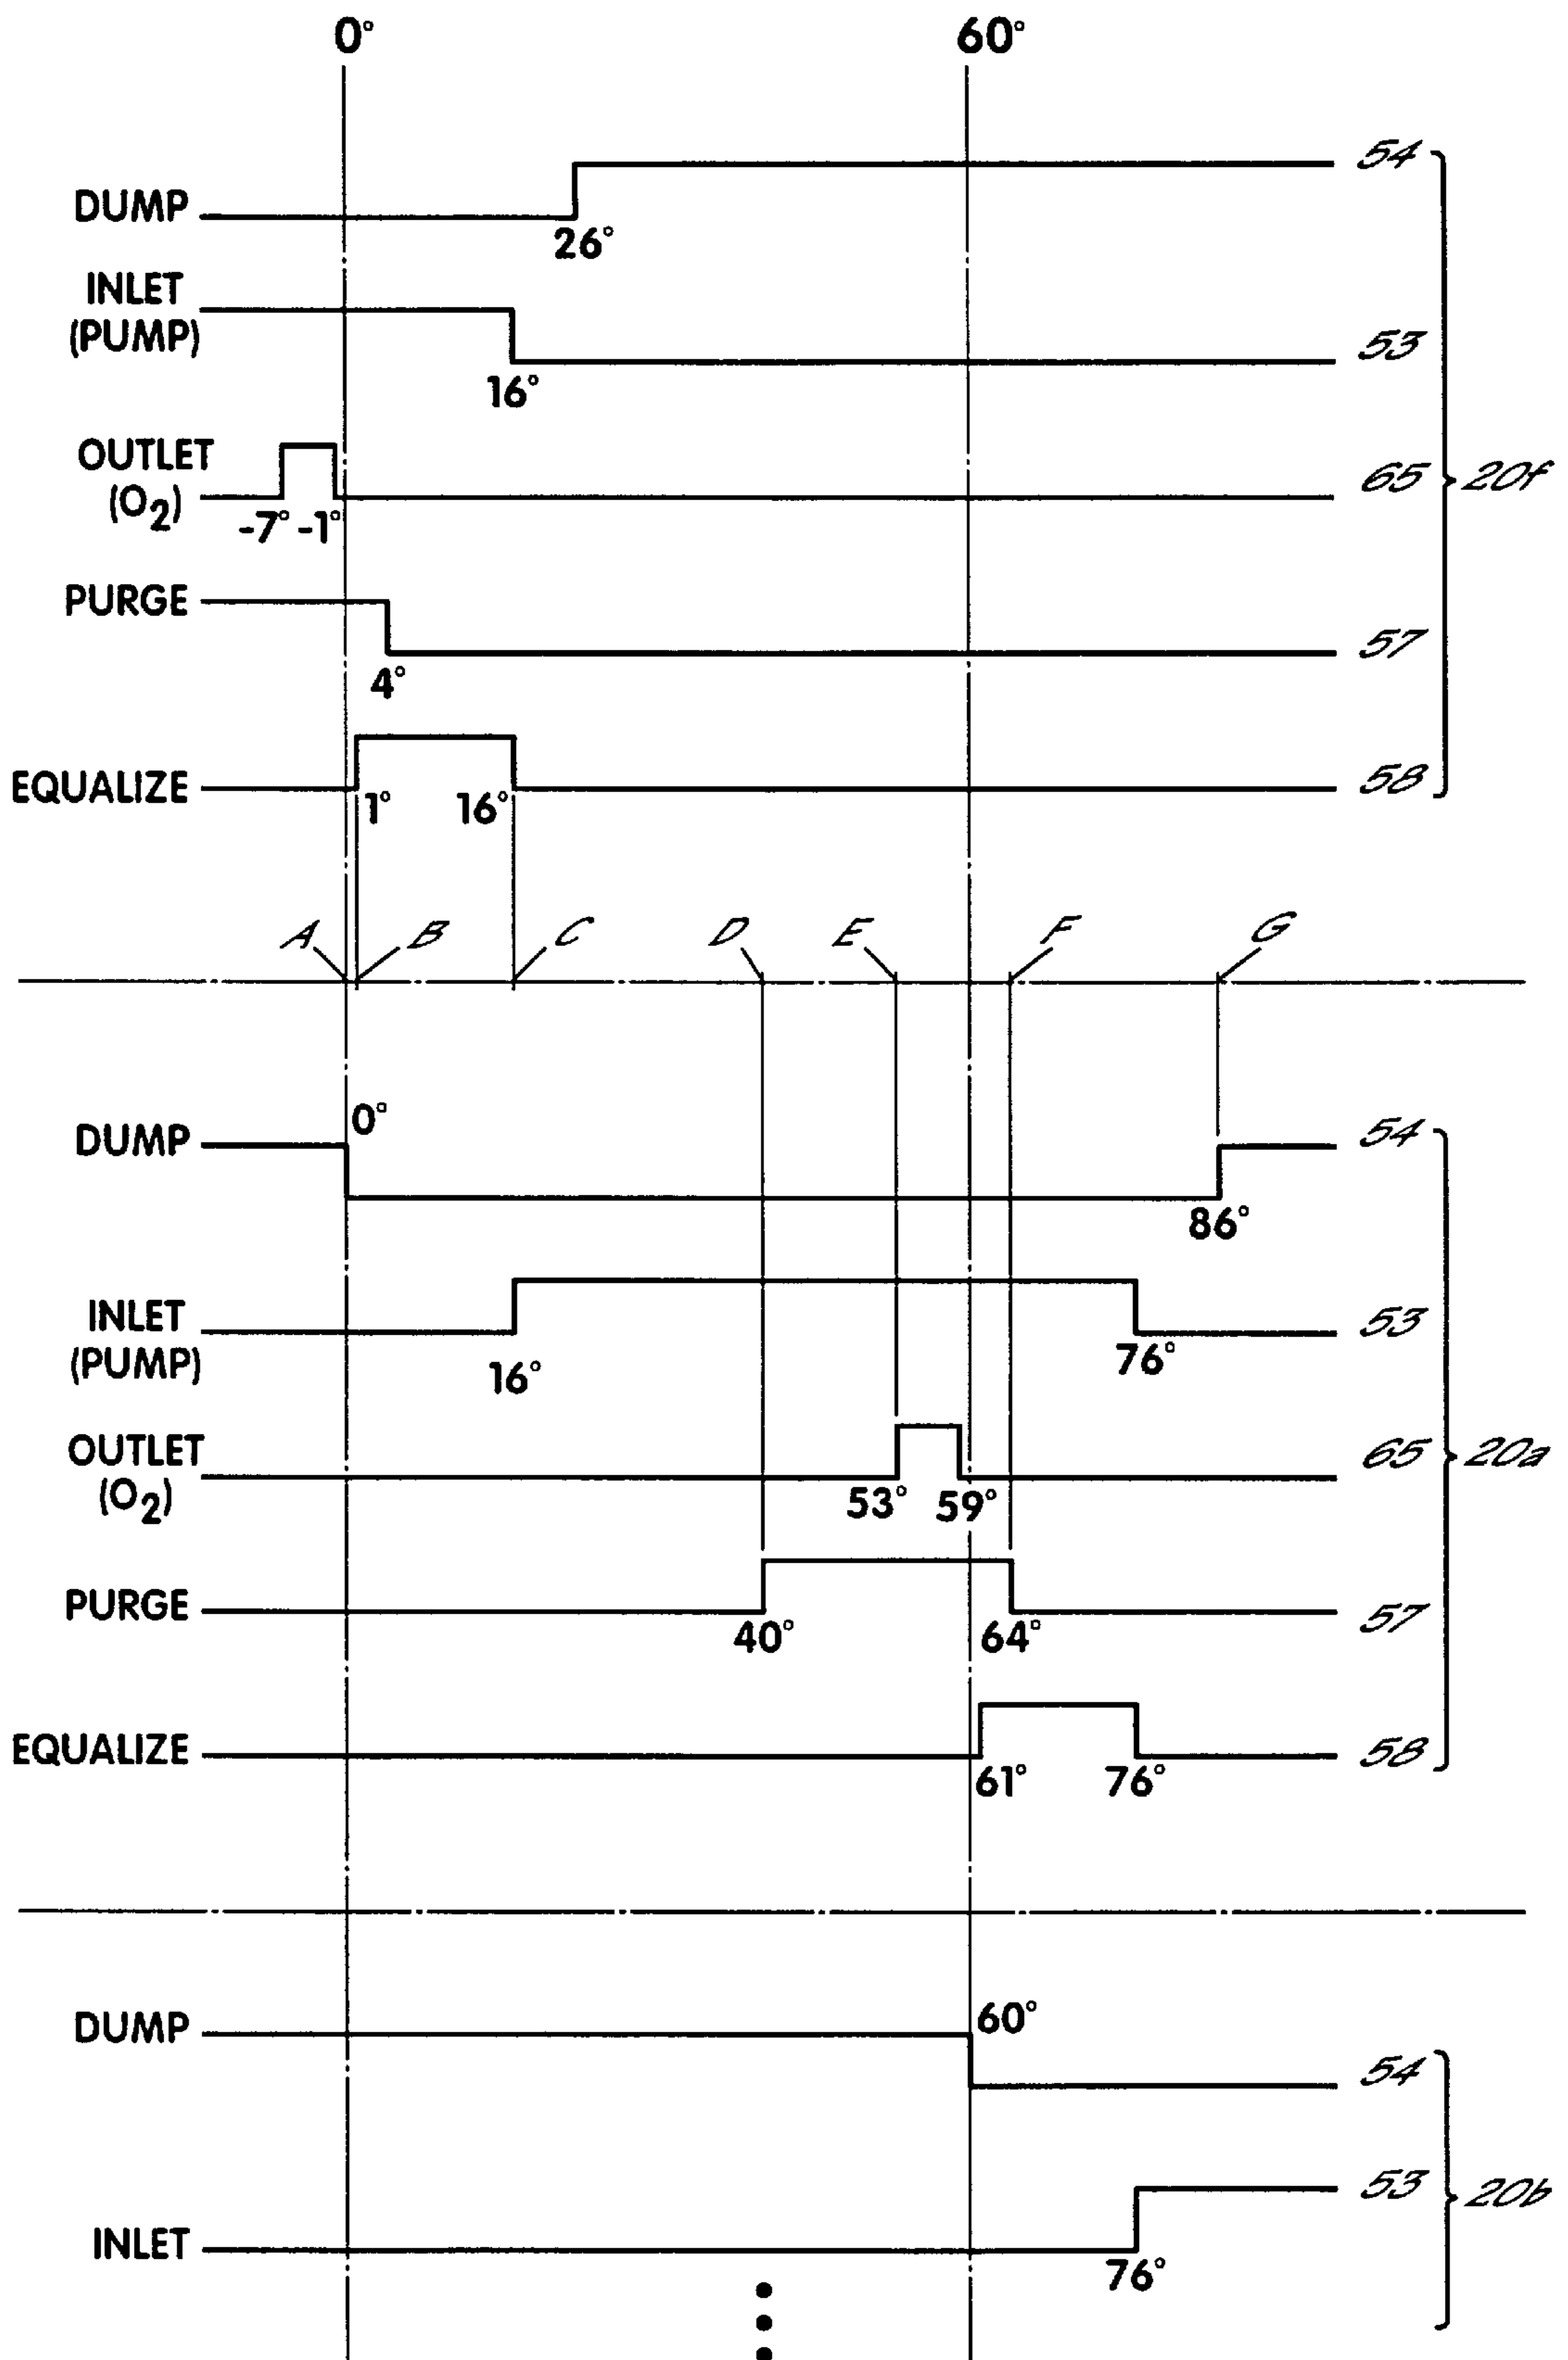 0° 60°
DUMP 54
26°
INLET
(PUMP) 53
16°
OUTLET
(O2) 65 20f
-7° -1°
PURGE 57
4°
EQUALIZE 58
1° 16°
A B C D E F G
0°
DUMP 54
86°
INLET
(PUMP) 53
16° 76°
OUTLET
(O2) 65 20a
53° 59°
PURGE 57
40° 64°
EQUALIZE 58
61° 76°
60°
DUMP 54
53 20b
INLET
76°